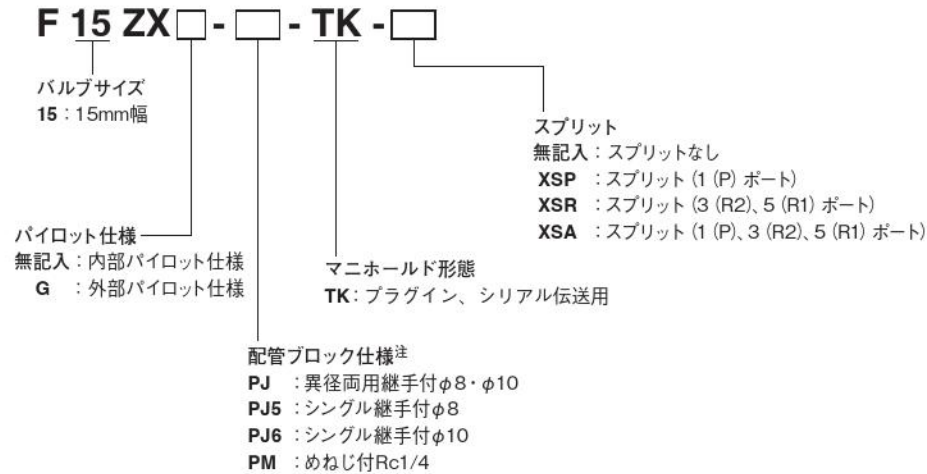 F 15 ZX□-□-TK-□
バルブサイズ
15：15mm幅
スプリット
無記入：スプリットなし
XSP：スプリット（1（P）ポート）
XSR：スプリット（3（R2）、5（R1）ポート）
XSA：スプリット（1（P）、3（R2）、5（R1）ポート）
パイロット仕様
無記入：内部パイロット仕様
G：外部パイロット仕様
マニホールド形態
TK：プラグイン、シリアル伝送用
配管ブロック仕様注
PJ：異径両用継手付φ8・φ10
PJ5：シングル継手付φ8
PJ6：シングル継手付φ10
PM：めねじ付Rc1/4